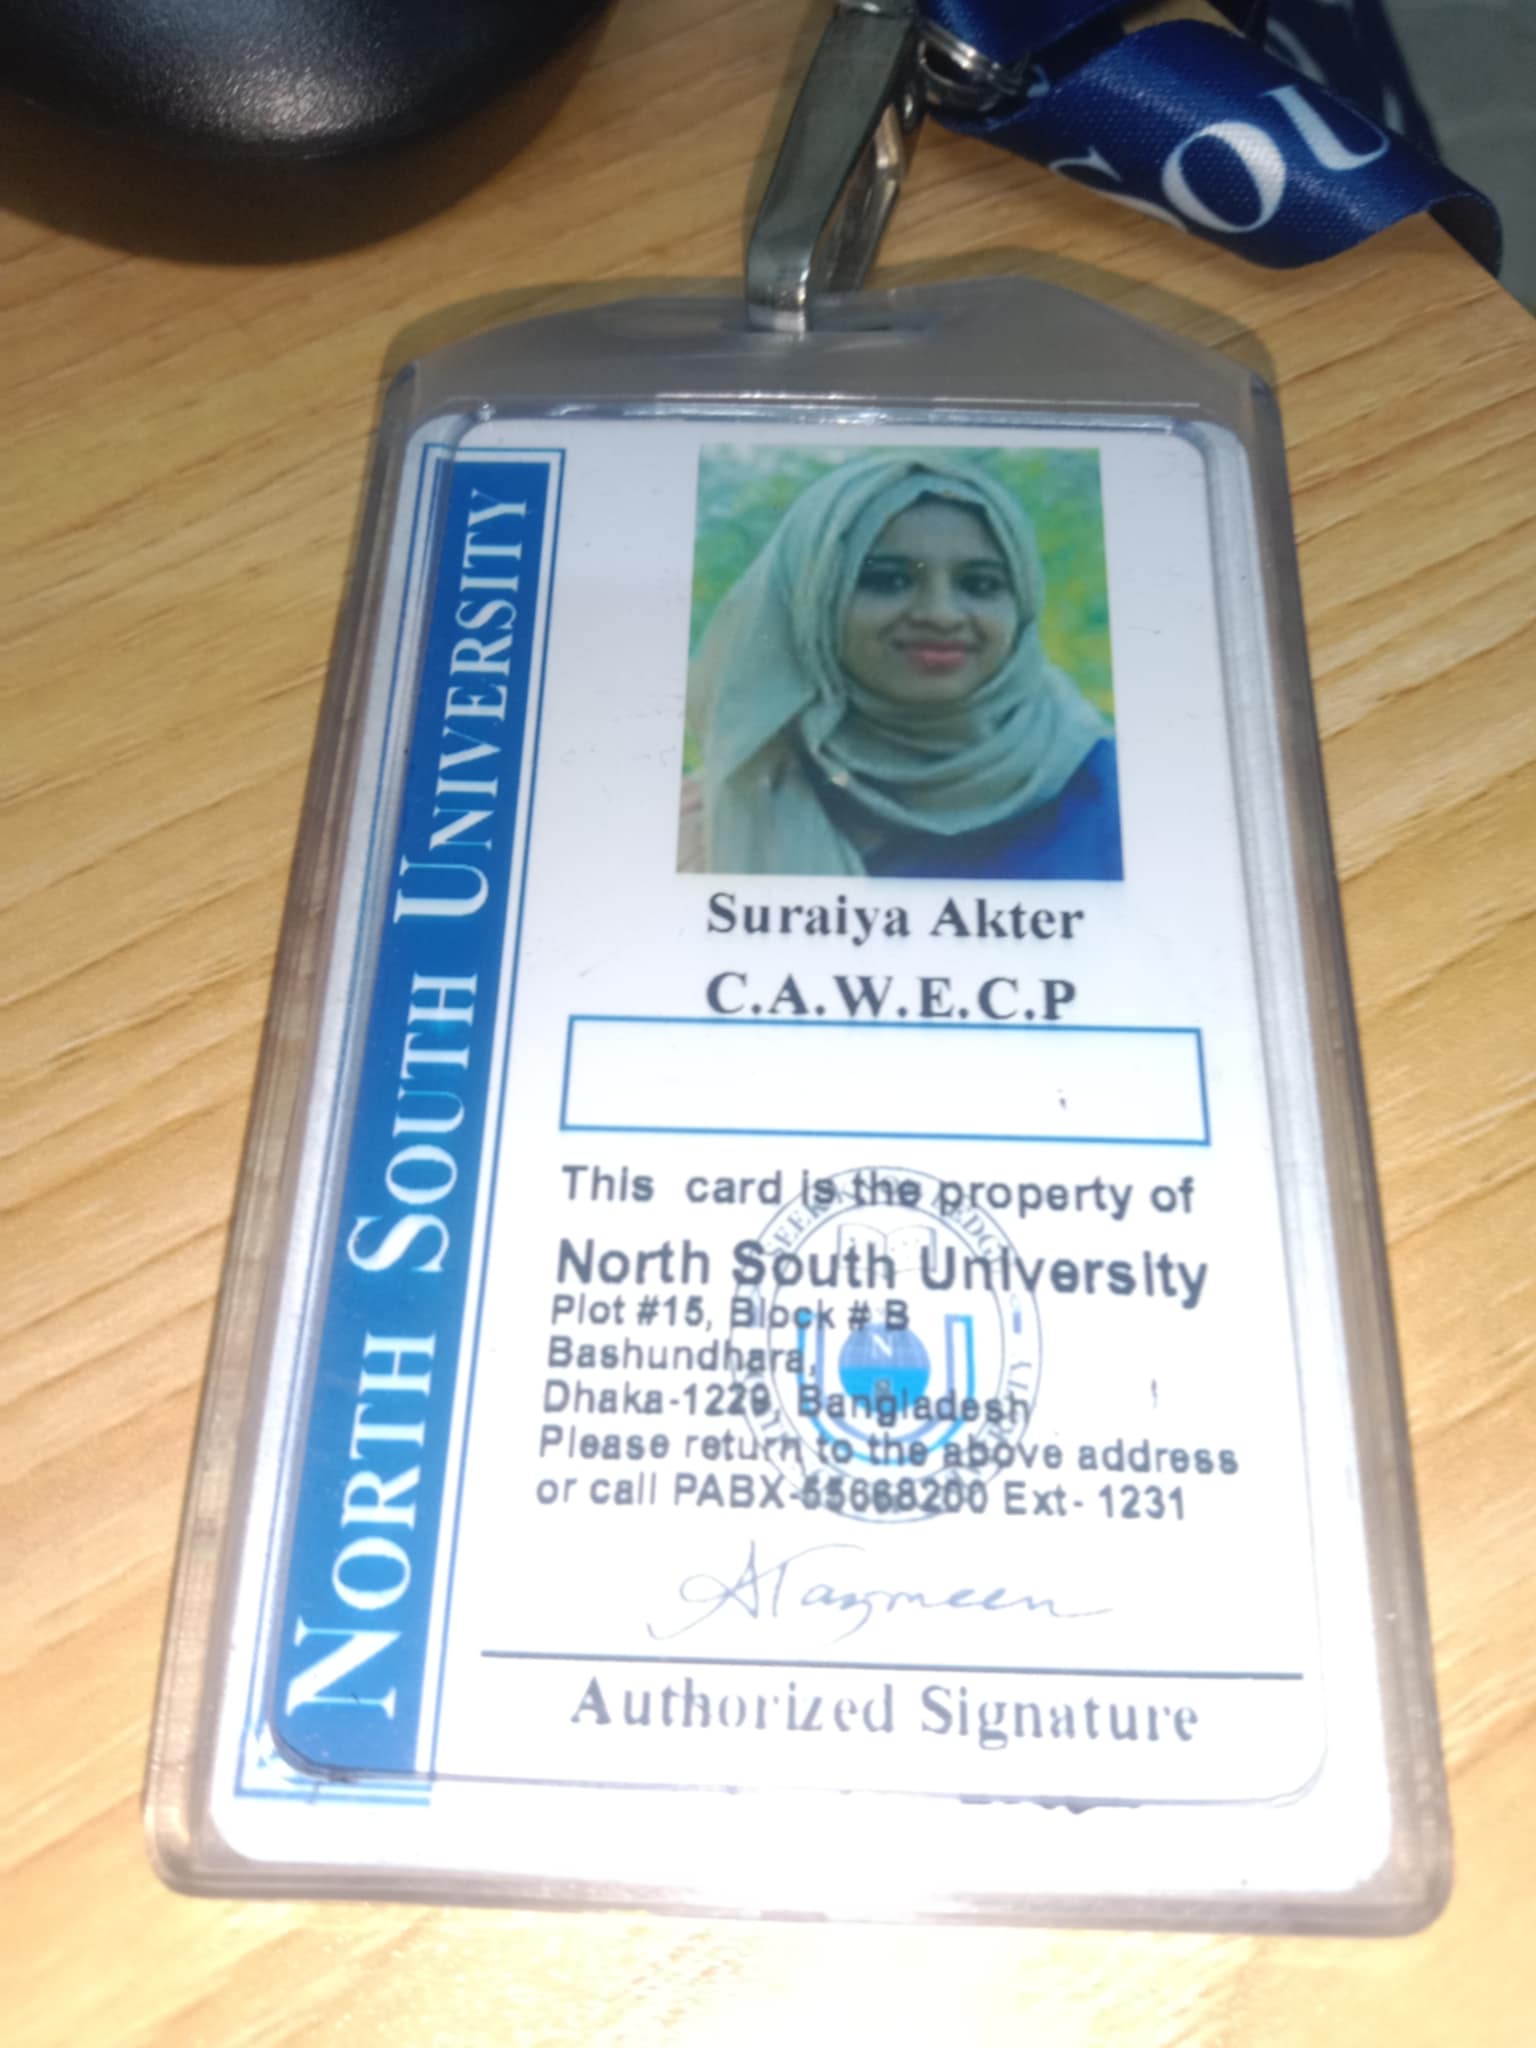 NORTH SOUTH UNIVERSITY
Suraiya Akter
C.A.W.E.C.P
This card is the property of
North South University
Plot #15, Block # B
Bashundhara,
Dhaka-1229, Bangladesh
Please return to the above address
or call PABX-55668200 Ext- 1231
ATazmeen
Authorized Signature